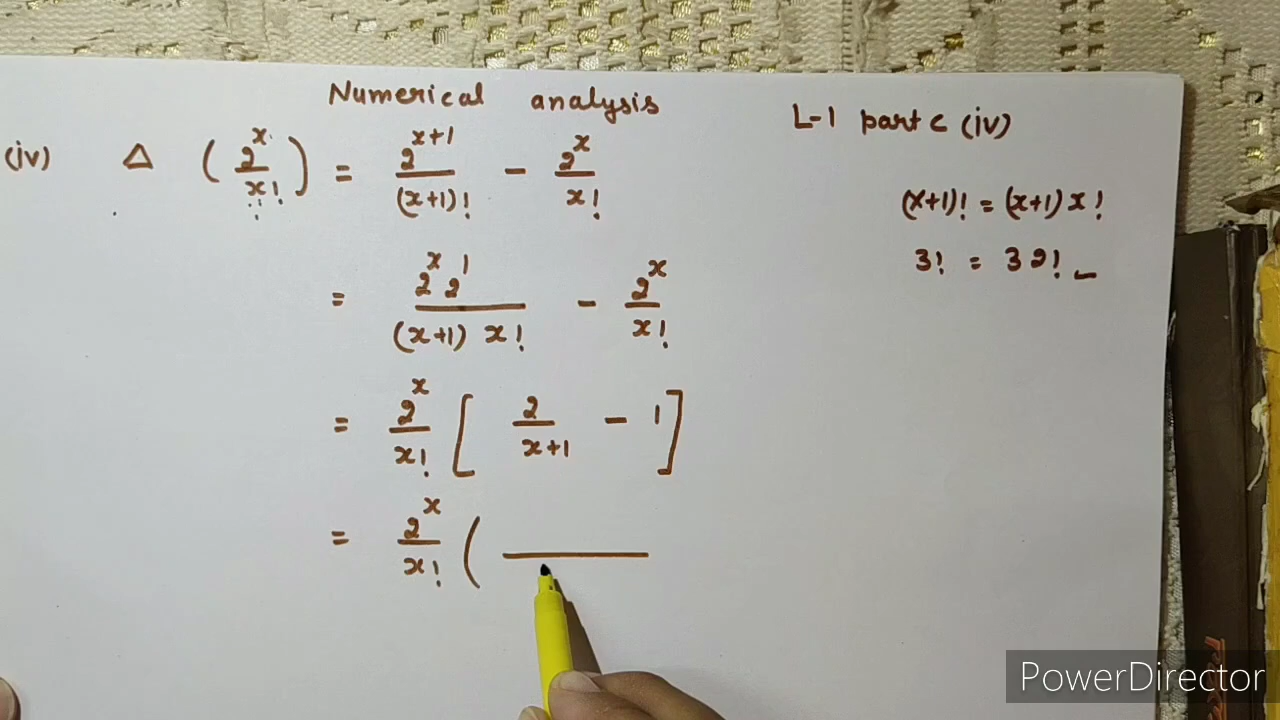 Numerical analysis
L-1 part c (iv)
(iv) Δ (2^x/x!) = 2^(x+1)/(x+1)! - 2^x/x!
(x+1)! = (x+1) x!
3! = 3 2!
= 2^x 2^1/(x+1) x! - 2^x/x!
= 2^x/x! [ 2/x+1 - 1 ]
= 2^x/x! (
PowerDirector